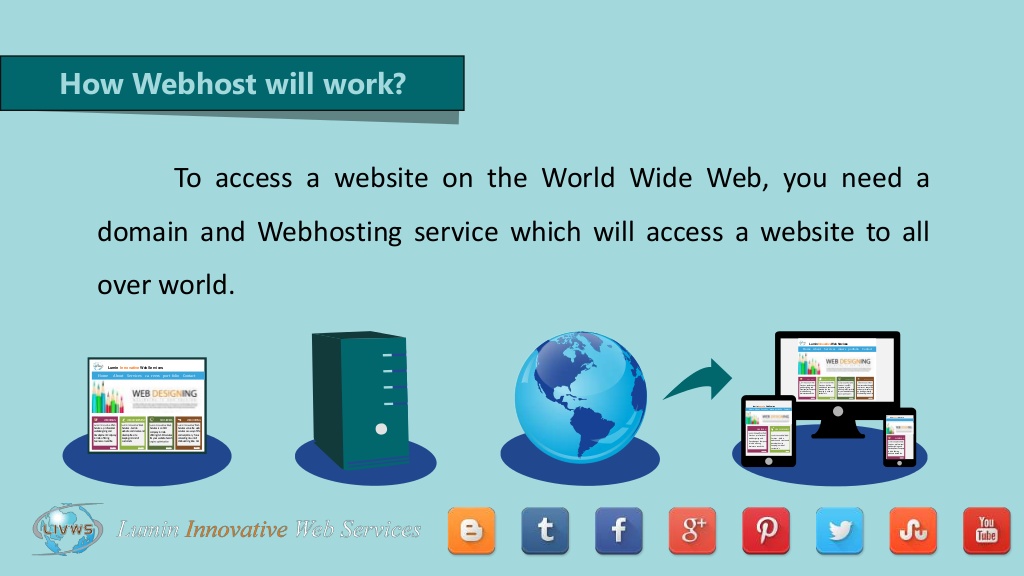 How Webhost will work?
To access a website on the World Wide Web, you need a
domain and Webhosting service which will access a website to all
over world.
Lumin Innovative Web Services
WEB DESIGNING
WEB DESIGNING
LIVWS Lumin Innovative Web Services
t
f
g+
You
Tube